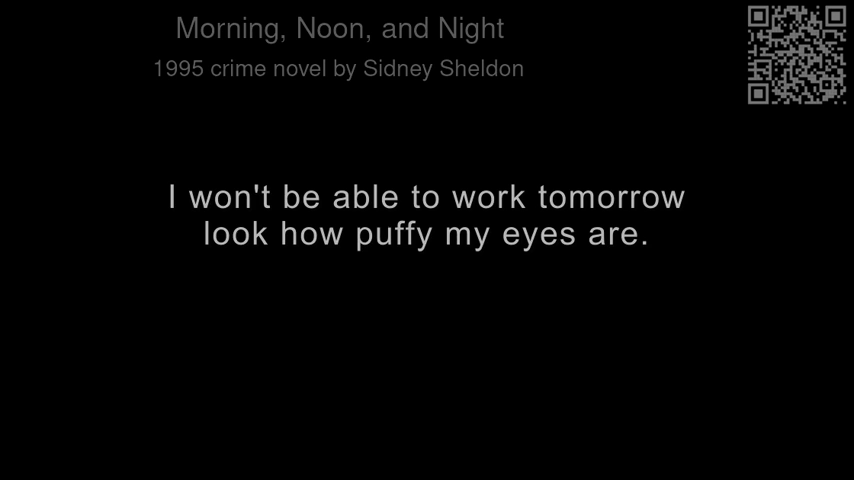 Morning, Noon, and Night
1995 crime novel by Sidney Sheldon
I won't be able to work tomorrow
look how puffy my eyes are.